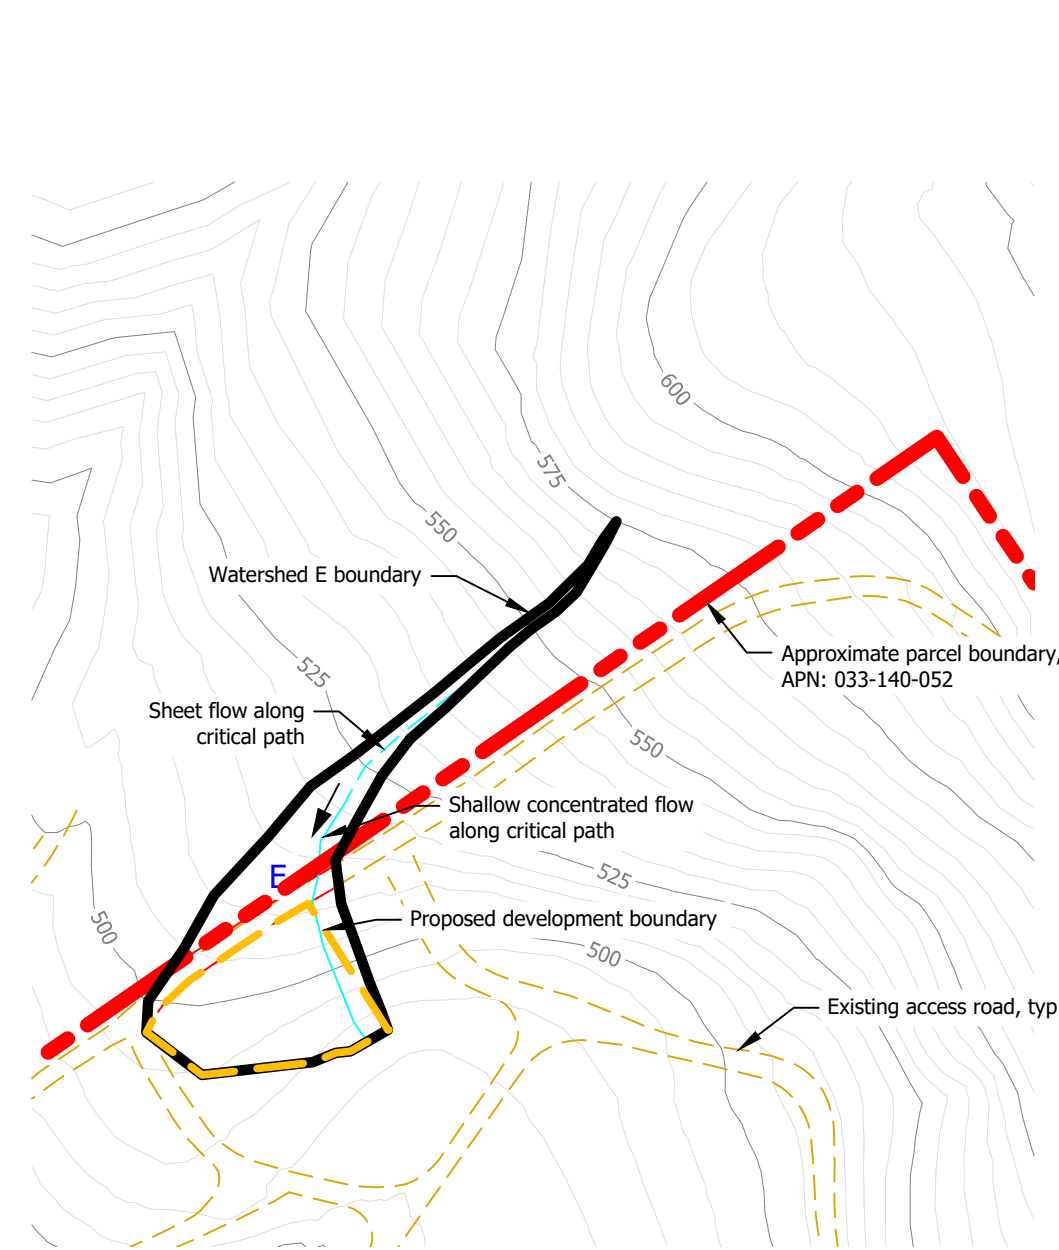 600
575
550
Watershed E boundary
Approximate parcel boundary,
APN: 033-140-052
525
Sheet flow along
critical path
550
Shallow concentrated flow
along critical path
E
525
Proposed development boundary
500
500
Existing access road, typ